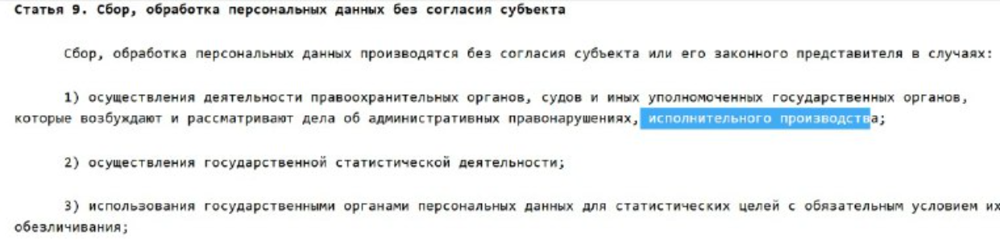 Статья 9. Сбор, обработка персональных данных без согласия субъекта
Сбор, обработка персональных данных производятся без согласия субъекта или его законного представителя в случаях:
1) осуществления деятельности правоохранительных органов, судов и иных уполномоченных государственных органов,
которые возбуждают и рассматривают дела об административных правонарушениях, исполнительного производства;
2) осуществления государственной статистической деятельности;
3) использования государственными органами персональных данных для статистических целей с обязательным условием их
обезличивания;